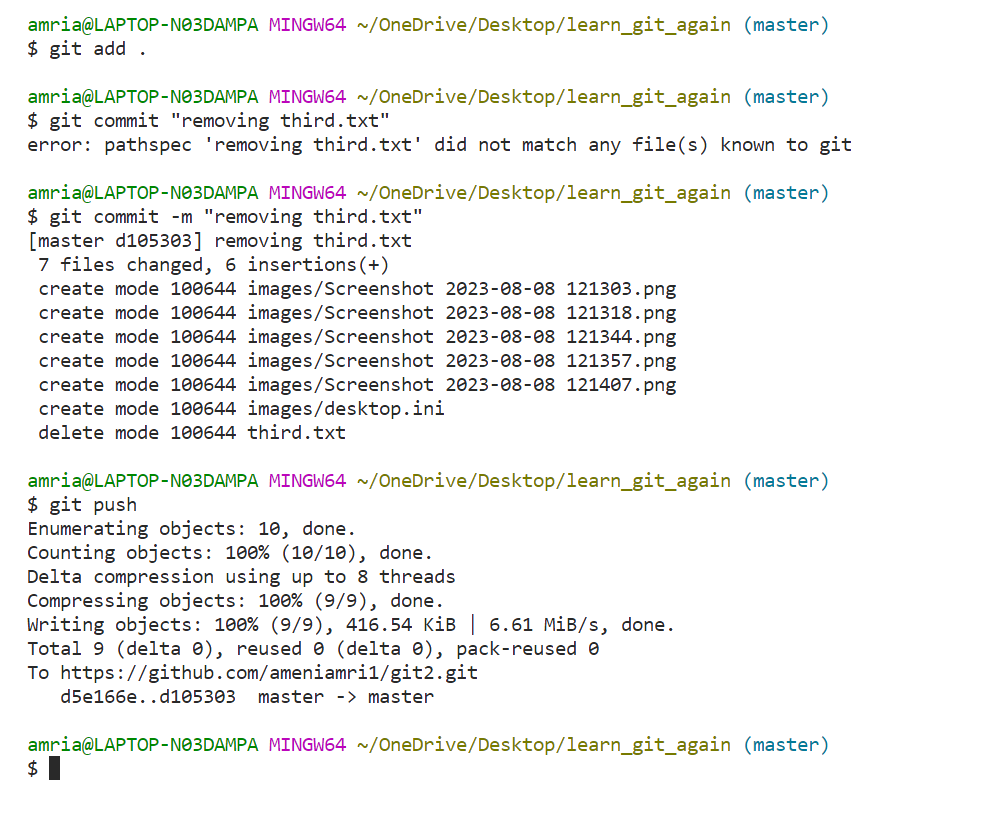 amria@LAPTOP-N03DAMPA MINGW64 ~/OneDrive/Desktop/learn_git_again (master)
$ git add .
amria@LAPTOP-N03DAMPA MINGW64 ~/OneDrive/Desktop/learn_git_again (master)
$ git commit "removing third.txt"
error: pathspec 'removing third.txt' did not match any file(s) known to git
amria@LAPTOP-N03DAMPA MINGW64 ~/OneDrive/Desktop/learn_git_again (master)
$ git commit -m "removing third.txt"
[master d105303] removing third.txt
 7 files changed, 6 insertions(+)
 create mode 100644 images/Screenshot 2023-08-08 121303.png
 create mode 100644 images/Screenshot 2023-08-08 121318.png
 create mode 100644 images/Screenshot 2023-08-08 121344.png
 create mode 100644 images/Screenshot 2023-08-08 121357.png
 create mode 100644 images/Screenshot 2023-08-08 121407.png
 create mode 100644 images/desktop.ini
 delete mode 100644 third.txt
amria@LAPTOP-N03DAMPA MINGW64 ~/OneDrive/Desktop/learn_git_again (master)
$ git push
Enumerating objects: 10, done.
Counting objects: 100% (10/10), done.
Delta compression using up to 8 threads
Compressing objects: 100% (9/9), done.
Writing objects: 100% (9/9), 416.54 KiB | 6.61 MiB/s, done.
Total 9 (delta 0), reused 0 (delta 0), pack-reused 0
To https://github.com/ameniamri1/git2.git
   d5e166e..d105303  master -> master
amria@LAPTOP-N03DAMPA MINGW64 ~/OneDrive/Desktop/learn_git_again (master)
$